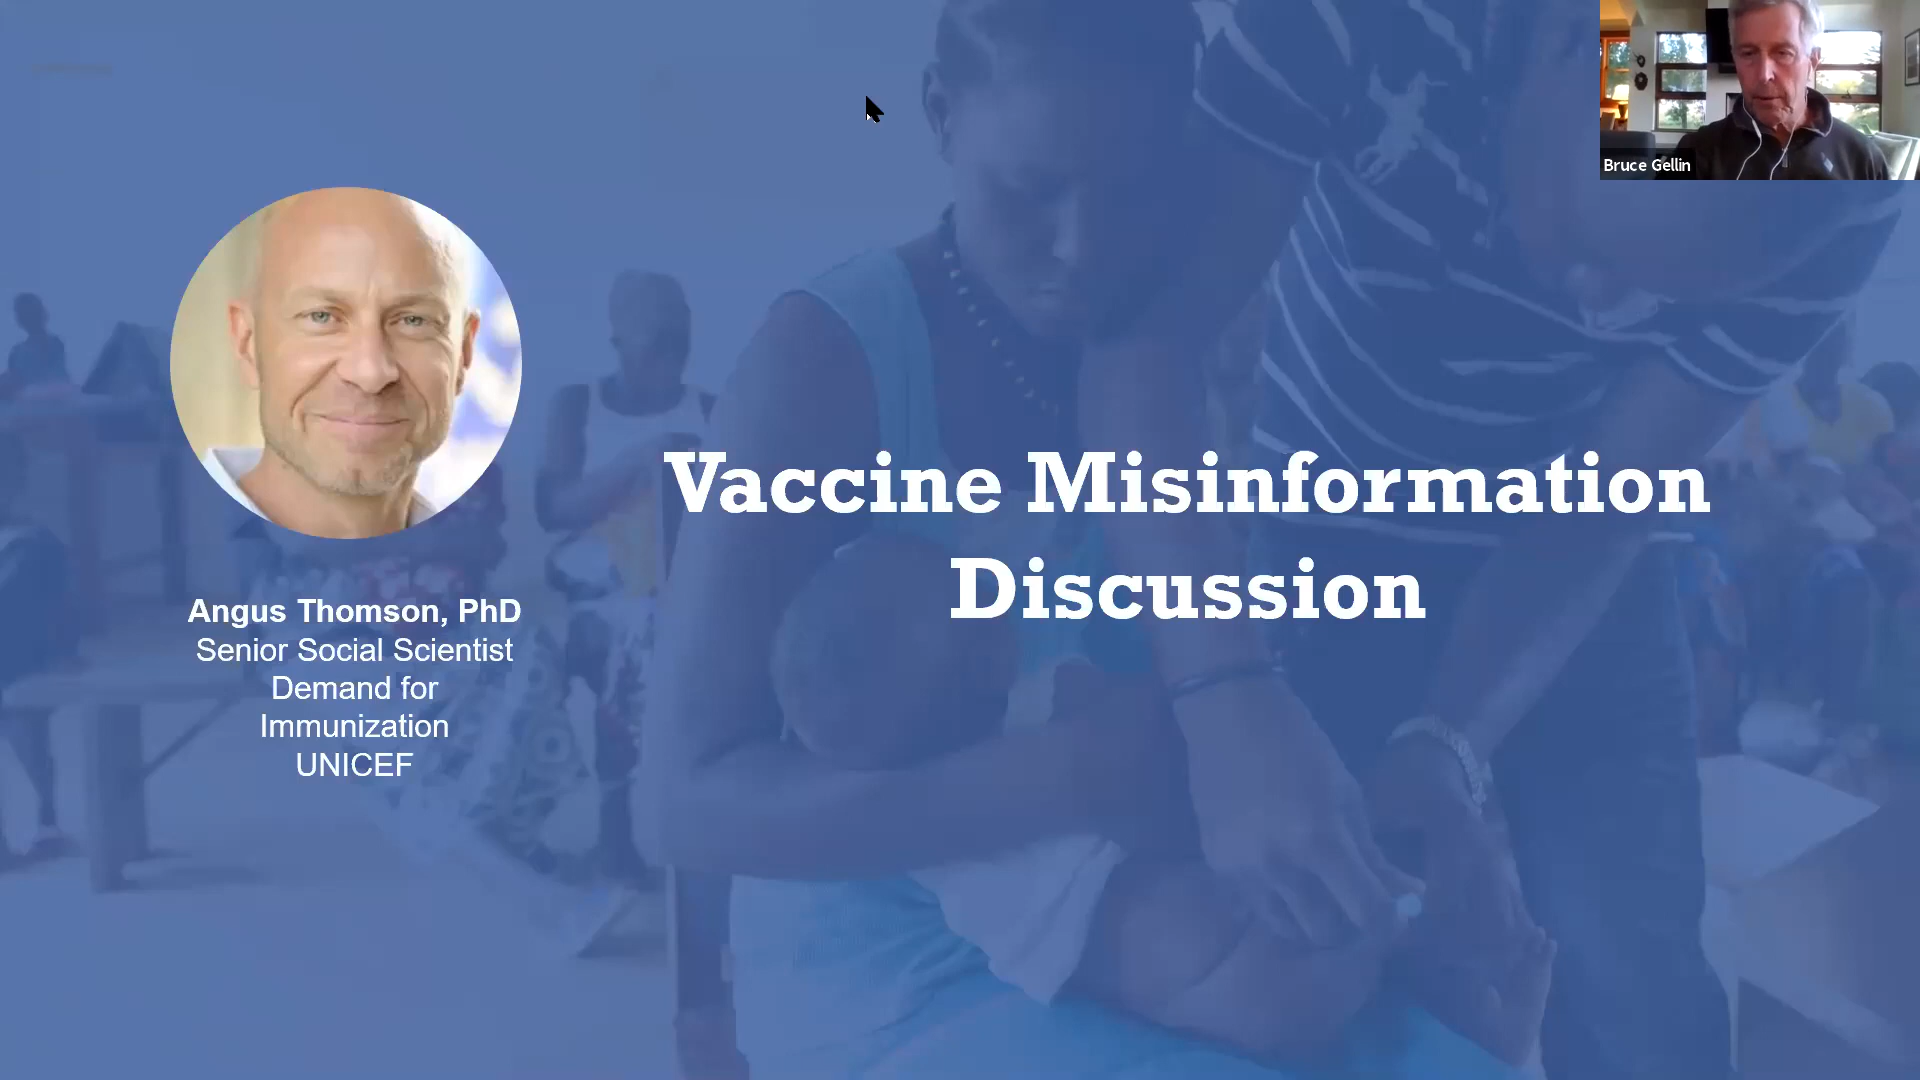 Bruce Gellin
Vaccine Misinformation
Discussion
Angus Thomson, PhD
Senior Social Scientist
Demand for
Immunization
UNICEF